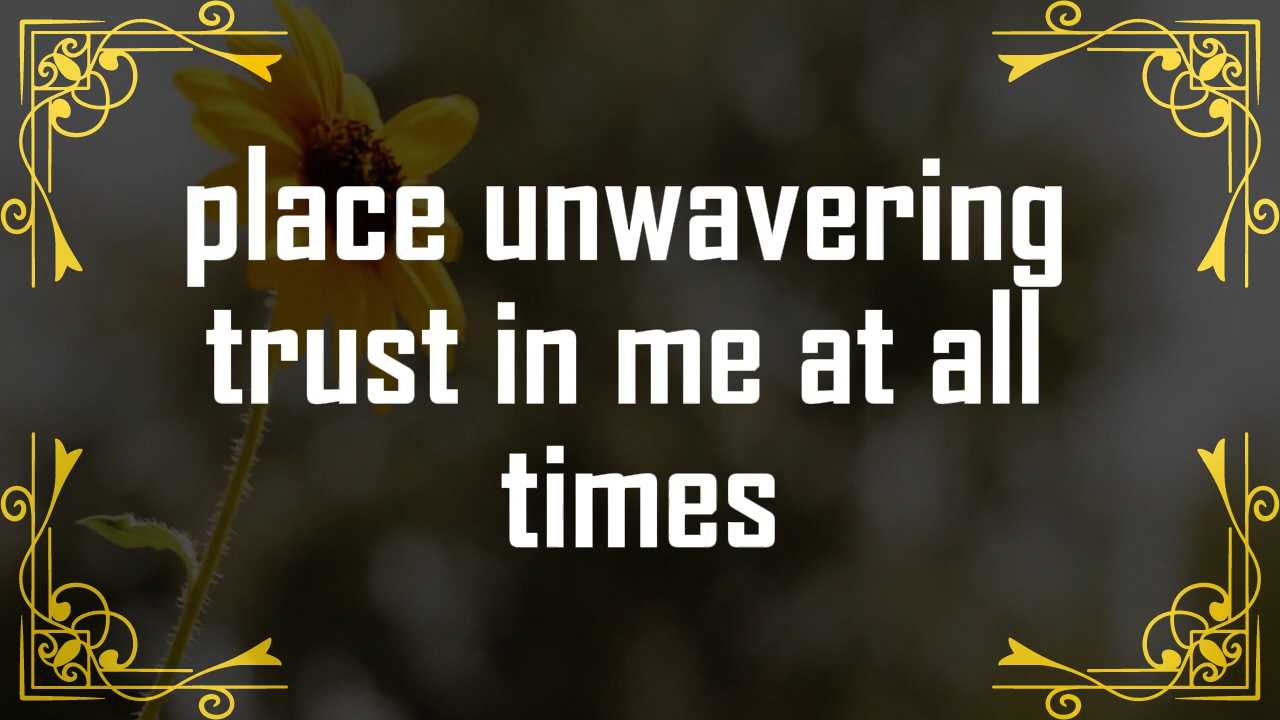 place unwavering
trust in me at all
times